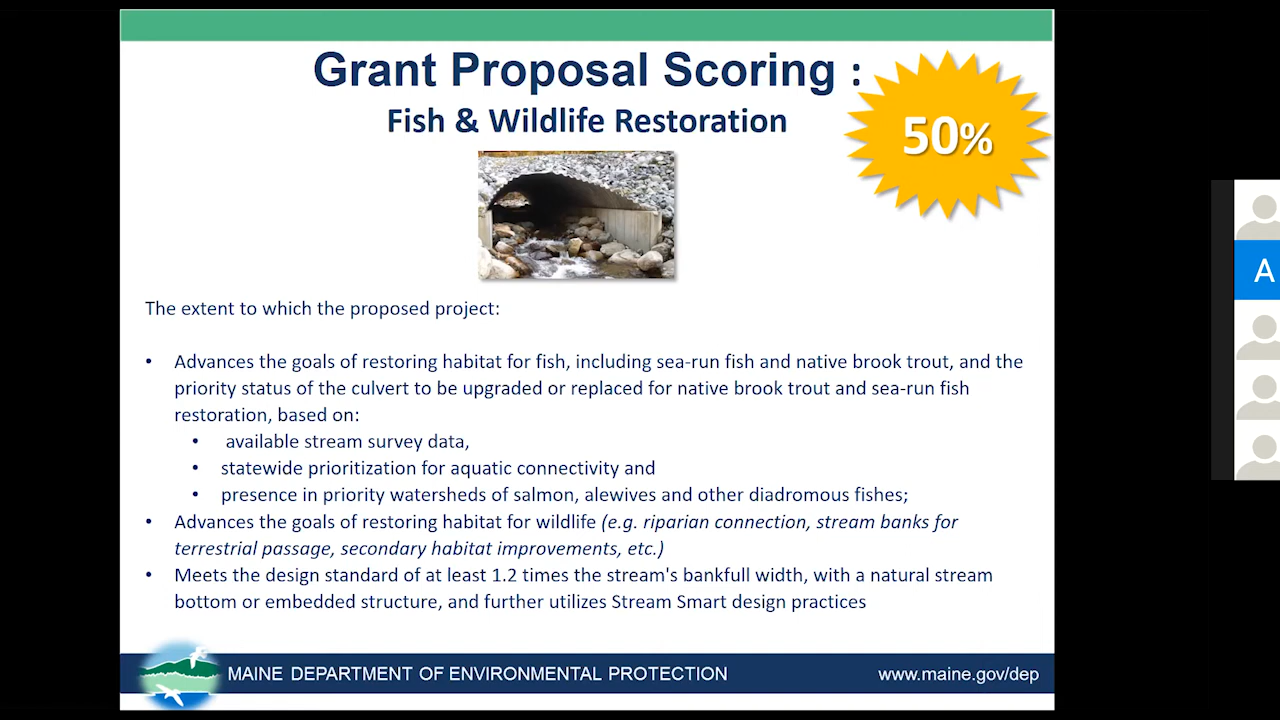 Grant Proposal Scoring :
Fish & Wildlife Restoration
50%
A
The extent to which the proposed project:
• Advances the goals of restoring habitat for fish, including sea-run fish and native brook trout, and the
priority status of the culvert to be upgraded or replaced for native brook trout and sea-run fish
restoration, based on:
• available stream survey data,
• statewide prioritization for aquatic connectivity and
• presence in priority watersheds of salmon, alewives and other diadromous fishes;
• Advances the goals of restoring habitat for wildlife (e.g. riparian connection, stream banks for
terrestrial passage, secondary habitat improvements, etc.)
• Meets the design standard of at least 1.2 times the stream's bankfull width, with a natural stream
bottom or embedded structure, and further utilizes Stream Smart design practices
MAINE DEPARTMENT OF ENVIRONMENTAL PROTECTION
www.maine.gov/dep